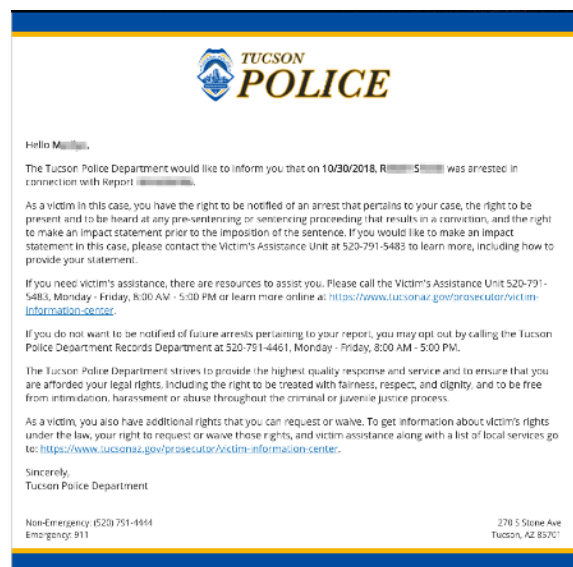 TUCSON
POLICE
Hello M
The Tucson Police Department would like to inform you that on 10/30/2018, R S was arrested in
connection with Report
As a victim in this case, you have the right to be notified of an arrest that pertains to your case, the right to be
present and to be heard at any pre-sentencing or sentencing proceeding that results in a conviction, and the right
to make an impact statement prior to the imposition of the sentence. If you would like to make an impact
statement in this case, please contact the Victim's Assistance Unit at 520-791-5483 to learn more, including how to
provide your statement.
If you need victim's assistance, there are resources to assist you. Please call the Victim's Assistance Unit 520-791-
5483, Monday - Friday, 8:00 AM - 5:00 PM or learn more online at https://www.tucsonaz.gov/prosecutor/victim-
information-center.
If you do not want to be notified of future arrests pertaining to your report, you may opt out by calling the Tucson
Police Department Records Department at 520-791-4461, Monday - Friday, 8:00 AM - 5:00 PM.
The Tucson Police Department strives to provide the highest quality response and service and to ensure that you
are afforded your legal rights, including the right to be treated with fairness, respect, and dignity, and to be free
from intimidation, harassment or abuse throughout the criminal or juvenile justice process.
As a victim, you also have additional rights that you can request or waive. To get information about victim's rights
under the law, your right to request or waive those rights, and victim assistance along with a list of local services go
to: https://www.tucsonaz.gov/prosecutor/victim-information-center.
Sincerely,
Tucson Police Department
Non-Emergency: (520) 791-4444
Emergency: 911
270 S Stone Ave
Tucson, AZ 85701